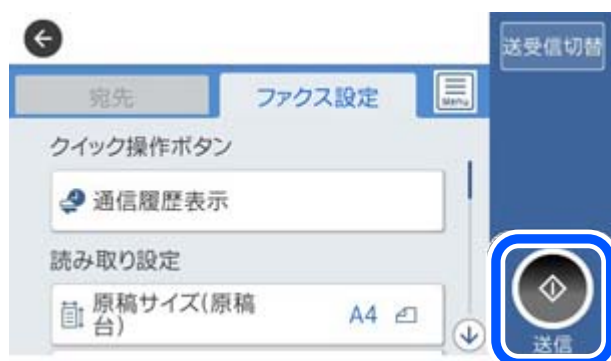 送受信切替
宛先
ファクス設定
Menu
クイック操作ボタン
通信履歴表示
読み取り設定
原稿サイズ(原稿
台)
A4
送信